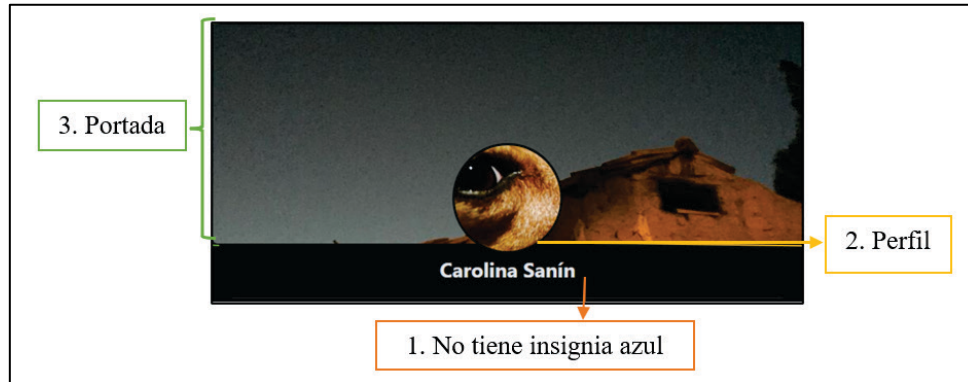 3. Portada
2. Perfil
Carolina Sanín
1. No tiene insignia azul